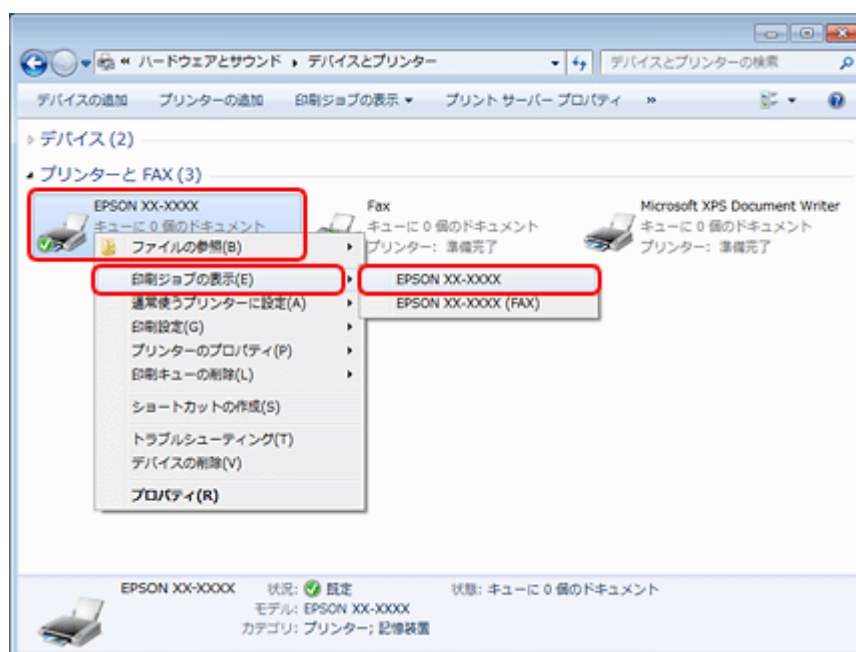 « ハードウェアとサウンド ▸ デバイスとプリンター
デバイスとプリンターの検索
デバイスの追加 プリンターの追加 印刷ジョブの表示 ▼ プリント サーバー プロパティ »
デバイス (2)
プリンターと FAX (3)
EPSON XX-XXXX
キューに 0 個のドキュメント
Fax
キューに 0 個のドキュメント
プリンター: 準備完了
Microsoft XPS Document Writer
キューに 0 個のドキュメント
プリンター: 準備完了
ファイルの参照(B)
印刷ジョブの表示(E)
通常使うプリンターに設定(A)
印刷設定(G)
プリンターのプロパティ(P)
印刷キューの削除(L)
ショートカットの作成(S)
トラブルシューティング(T)
デバイスの削除(V)
プロパティ(R)
EPSON XX-XXXX
EPSON XX-XXXX (FAX)
EPSON XX-XXXX 状況: 既定 状態: キューに 0 個のドキュメント
モデル: EPSON XX-XXXX
カテゴリ: プリンター; 記憶装置